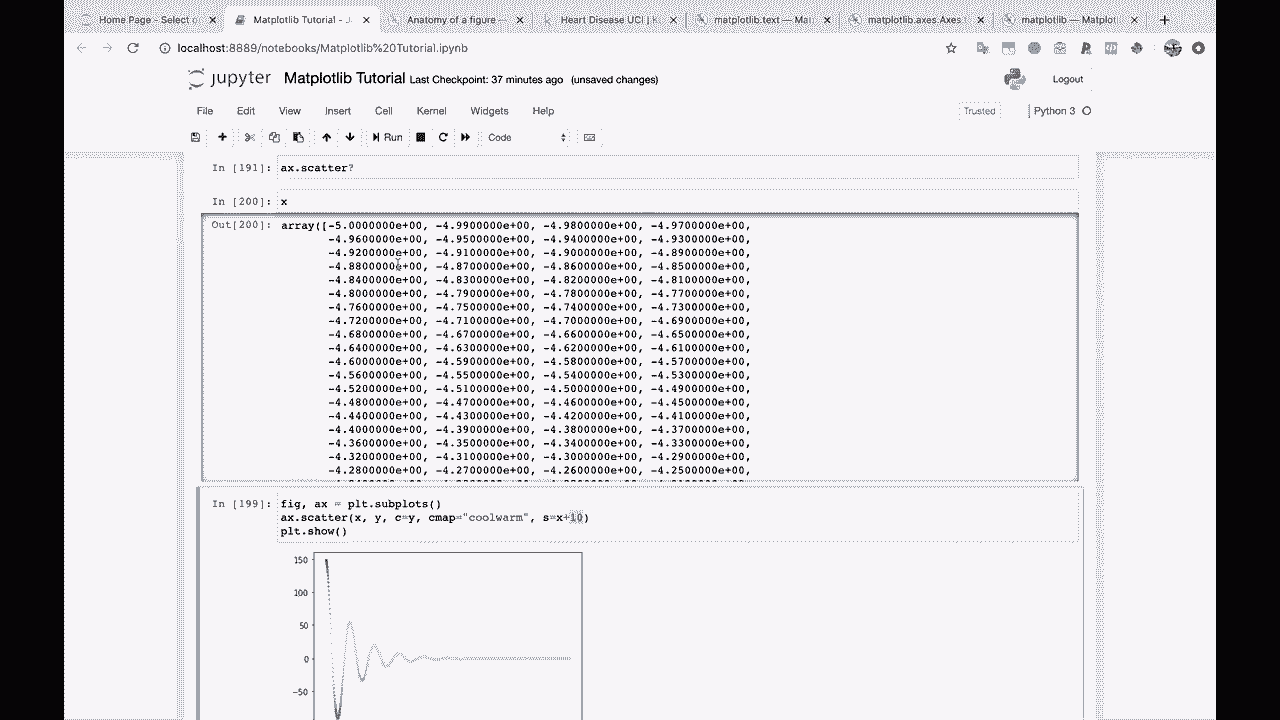 Home Page - Select o
Matplotlib Tutorial - J
Anatomy of a figure —
Heart Disease UCI | K
matplotlib.text — Mat
matplotlib.axes.Axes
matplotlib — Matplotl
localhost:8889/notebooks/Matplotlib%20Tutorial.ipynb
jupyter Matplotlib Tutorial Last Checkpoint: 37 minutes ago (unsaved changes)
Logout
File Edit View Insert Cell Kernel Widgets Help
Trusted
Python 3
Run
Code
In [191]: ax.scatter?
In [200]: x
Out[200]: array([-5.0000000e+00, -4.9900000e+00, -4.9800000e+00, -4.9700000e+00,
-4.9600000e+00, -4.9500000e+00, -4.9400000e+00, -4.9300000e+00,
-4.9200000e+00, -4.9100000e+00, -4.9000000e+00, -4.8900000e+00,
-4.8800000e+00, -4.8700000e+00, -4.8600000e+00, -4.8500000e+00,
-4.8400000e+00, -4.8300000e+00, -4.8200000e+00, -4.8100000e+00,
-4.8000000e+00, -4.7900000e+00, -4.7800000e+00, -4.7700000e+00,
-4.7600000e+00, -4.7500000e+00, -4.7400000e+00, -4.7300000e+00,
-4.7200000e+00, -4.7100000e+00, -4.7000000e+00, -4.6900000e+00,
-4.6800000e+00, -4.6700000e+00, -4.6600000e+00, -4.6500000e+00,
-4.6400000e+00, -4.6300000e+00, -4.6200000e+00, -4.6100000e+00,
-4.6000000e+00, -4.5900000e+00, -4.5800000e+00, -4.5700000e+00,
-4.5600000e+00, -4.5500000e+00, -4.5400000e+00, -4.5300000e+00,
-4.5200000e+00, -4.5100000e+00, -4.5000000e+00, -4.4900000e+00,
-4.4800000e+00, -4.4700000e+00, -4.4600000e+00, -4.4500000e+00,
-4.4400000e+00, -4.4300000e+00, -4.4200000e+00, -4.4100000e+00,
-4.4000000e+00, -4.3900000e+00, -4.3800000e+00, -4.3700000e+00,
-4.3600000e+00, -4.3500000e+00, -4.3400000e+00, -4.3300000e+00,
-4.3200000e+00, -4.3100000e+00, -4.3000000e+00, -4.2900000e+00,
-4.2800000e+00, -4.2700000e+00, -4.2600000e+00, -4.2500000e+00,
In [199]: fig, ax = plt.subplots()
ax.scatter(x, y, c=y, cmap="coolwarm", s=x+10)
plt.show()
150
100
50
0
−50